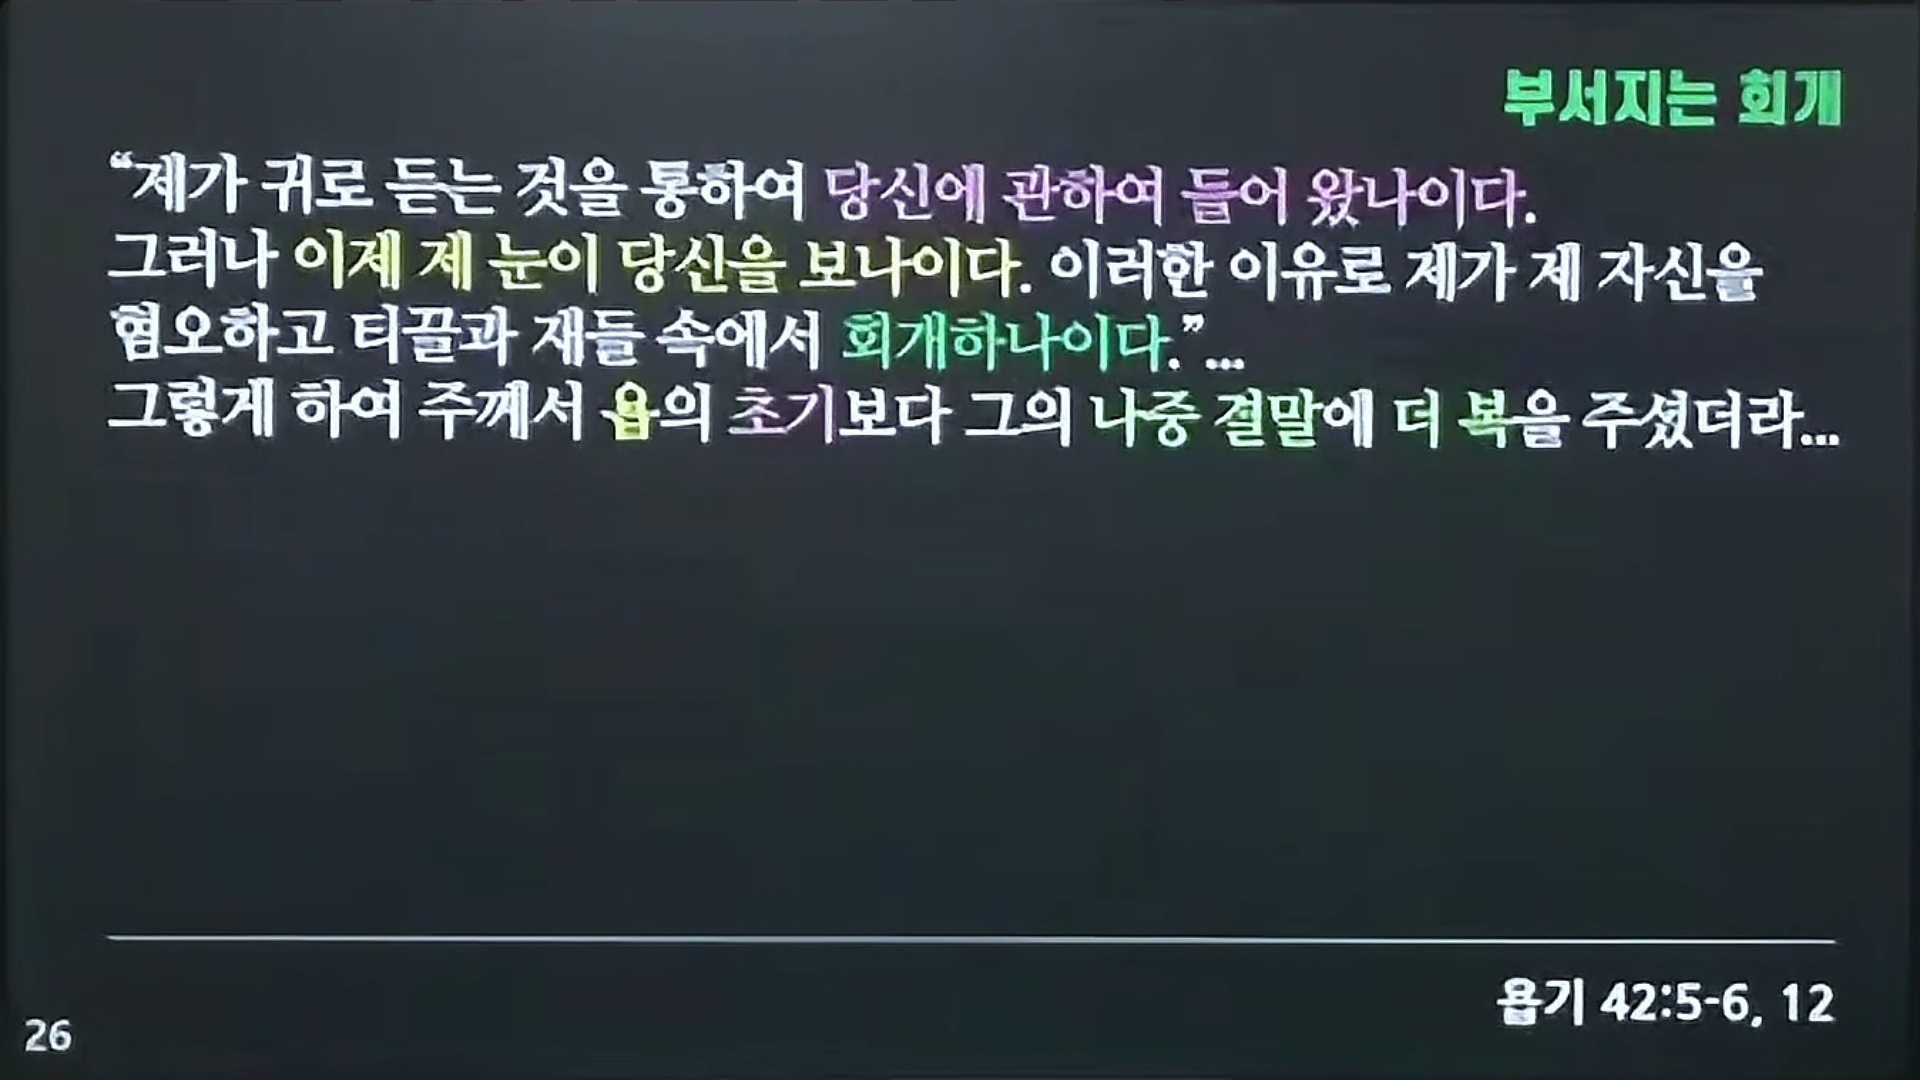 부서지는 회개
“제가 귀로 듣는 것을 통하여 당신에 관하여 들어 왔나이다.
그러나 이제 제 눈이 당신을 보나이다. 이러한 이유로 제가 제 자신을
혐오하고 티끌과 재들 속에서 회개하나이다.”...
그렇게 하여 주께서 욥의 초기보다 그의 나중 결말에 더 복을 주셨더라...
욥기 42:5-6, 12
26